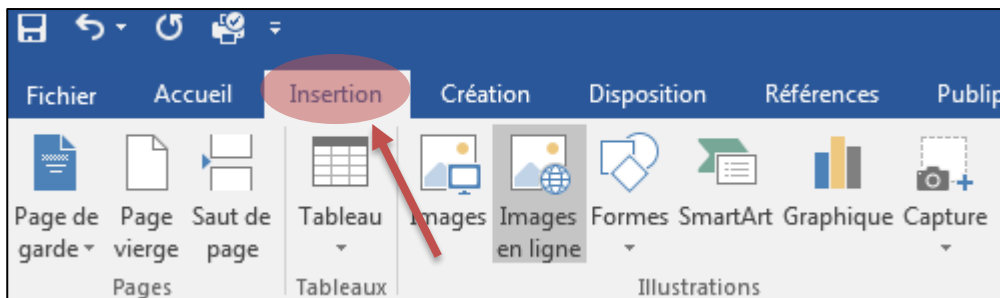 Fichier Accueil Insertion Création Disposition Références Publip
Page de garde
Page vierge
Saut de page
Tableau
Images
Images en ligne
Formes
SmartArt
Graphique
Capture
Pages
Tableaux
Illustrations